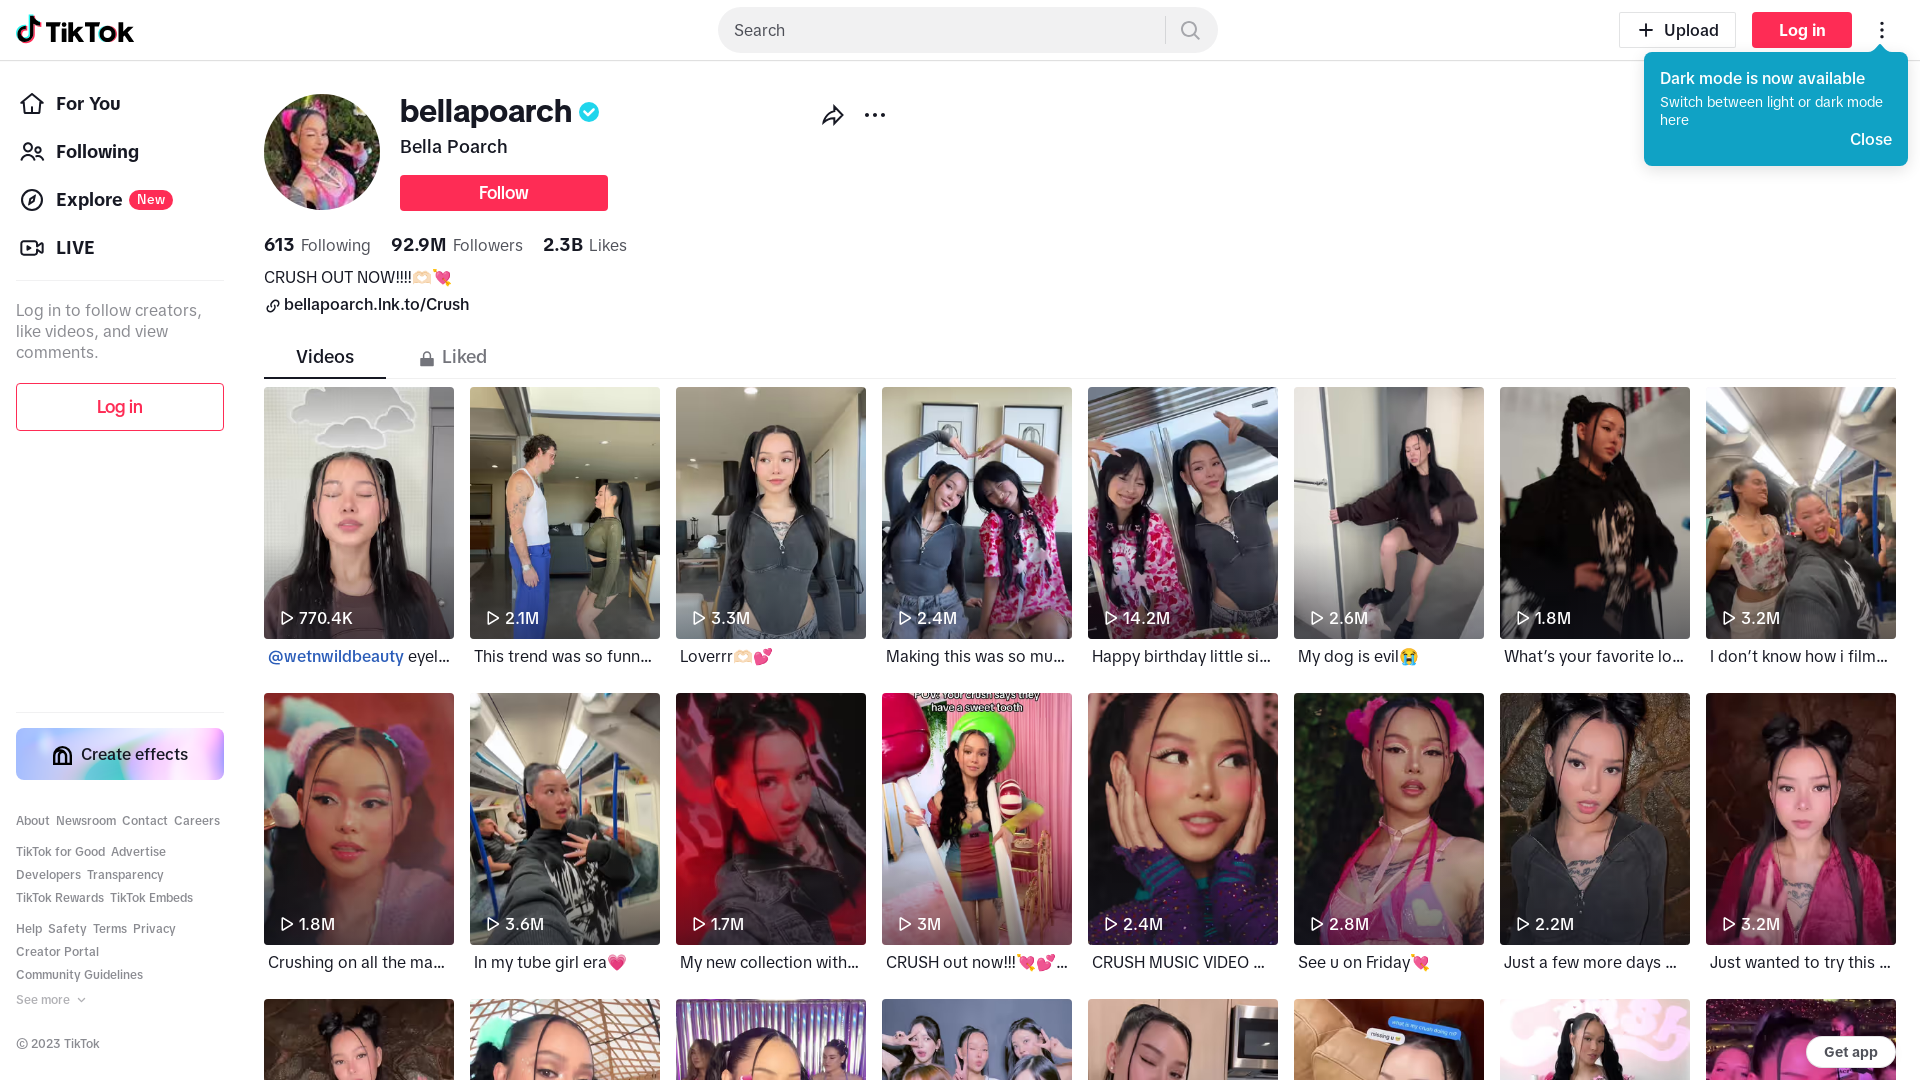 TikTok
Search
Upload
Log in
Dark mode is now available
Switch between light or dark mode
here
Close
For You
Following
Explore New
LIVE
Log in to follow creators,
like videos, and view
comments.
Log in
Create effects
About Newsroom Contact Careers
TikTok for Good Advertise
Developers Transparency
TikTok Rewards TikTok Embeds
Help Safety Terms Privacy
Creator Portal
Community Guidelines
See more
© 2023 TikTok
bellapoarch
Bella Poarch
Follow
613 Following 92.9M Followers 2.3B Likes
CRUSH OUT NOW!!!!🫶🏻💘
bellapoarch.lnk.to/Crush
Videos Liked
770.4K 2.1M 3.3M 2.4M 14.2M 2.6M 1.8M 3.2M
@wetnwildbeauty eyel...
This trend was so funn...
Loverrr🫶🏻💕
Making this was so mu...
Happy birthday little si...
My dog is evil😭
What’s your favorite lo...
I don’t know how i film...
POV: Your crush says they
have a sweet tooth
1.8M 3.6M 1.7M 3M 2.4M 2.8M 2.2M 3.2M
Crushing on all the ma...
In my tube girl era💗
My new collection with...
CRUSH out now!!!💘💕...
CRUSH MUSIC VIDEO ...
See u on Friday💘
Just a few more days ...
Just wanted to try this ...
what is my crush doing rn?
missing u
Get app